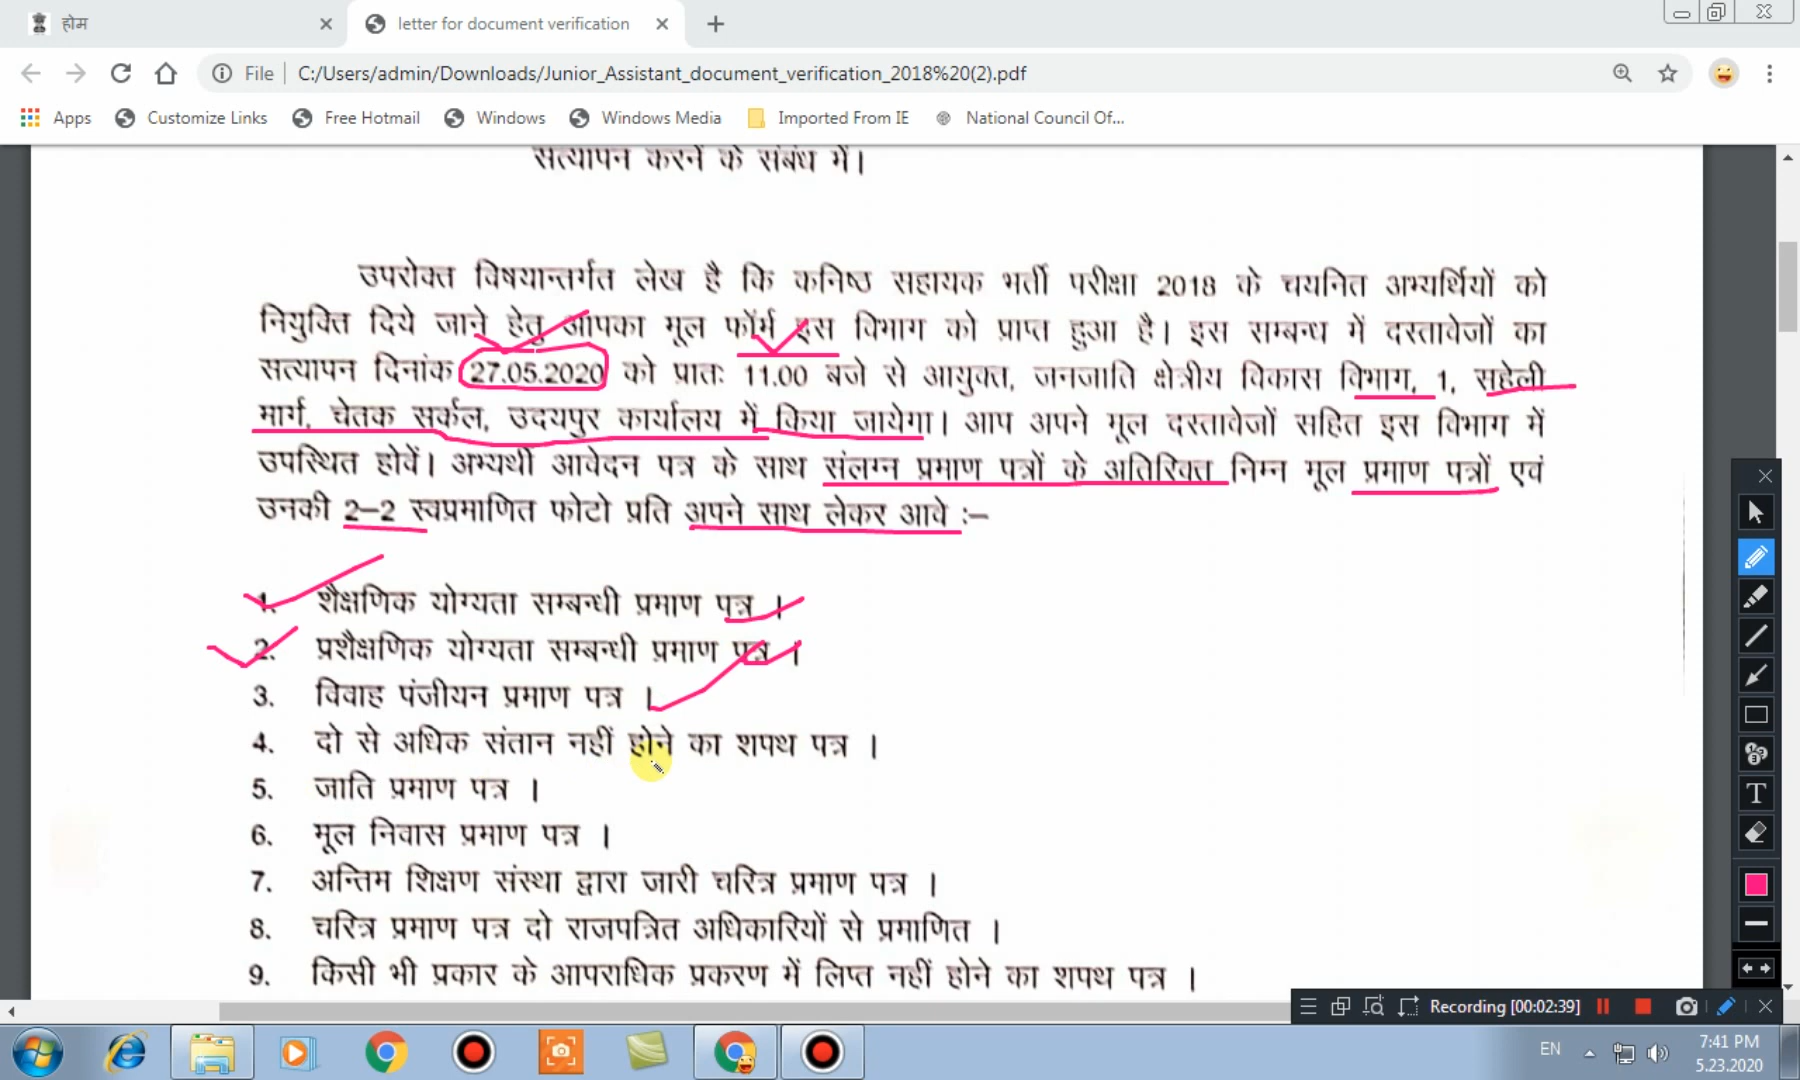 होम
letter for document verification
File
C:/Users/admin/Downloads/Junior_Assistant_document_verification_2018%20(2).pdf
Apps
Customize Links
Free Hotmail
Windows
Windows Media
Imported From IE
National Council Of...
सत्यापन करनें के संबंध में।
उपरोक्त विषयान्तर्गत लेख है कि कनिष्ठ सहायक भर्ती परीक्षा 2018 के चयनित अभ्यर्थियों को
नियुक्ति दिये जाने हेतु आपका मूल फॉर्म इस विभाग को प्राप्त हुआ है। इस सम्बन्ध में दस्तावेजों का
सत्यापन दिनांक 27.05.2020 को प्रातः 11.00 बजे से आयुक्त, जनजाति क्षेत्रीय विकास विभाग, 1, सहेली
मार्ग, चेतक सर्कल, उदयपुर कार्यालय में किया जायेगा। आप अपने मूल दस्तावेजों सहित इस विभाग में
उपस्थित होवें। अभ्यथी आवेदन पत्र के साथ संलग्न प्रमाण पत्रों के अतिरिक्त निम्न मूल प्रमाण पत्रों एवं
उनकी 2–2 स्वप्रमाणित फोटो प्रति अपने साथ लेकर आवे :–
1. शैक्षणिक योग्यता सम्बन्धी प्रमाण पत्र ।
2. प्रशैक्षणिक योग्यता सम्बन्धी प्रमाण पत्र ।
3. विवाह पंजीयन प्रमाण पत्र ।
4. दो से अधिक संतान नहीं होने का शपथ पत्र ।
5. जाति प्रमाण पत्र ।
6. मूल निवास प्रमाण पत्र ।
7. अन्तिम शिक्षण संस्था द्वारा जारी चरित्र प्रमाण पत्र ।
8. चरित्र प्रमाण पत्र दो राजपत्रित अधिकारियों से प्रमाणित ।
9. किसी भी प्रकार के आपराधिक प्रकरण में लिप्त नहीं होने का शपथ पत्र ।
Recording [00:02:39]
EN
7:41 PM
5.23.2020